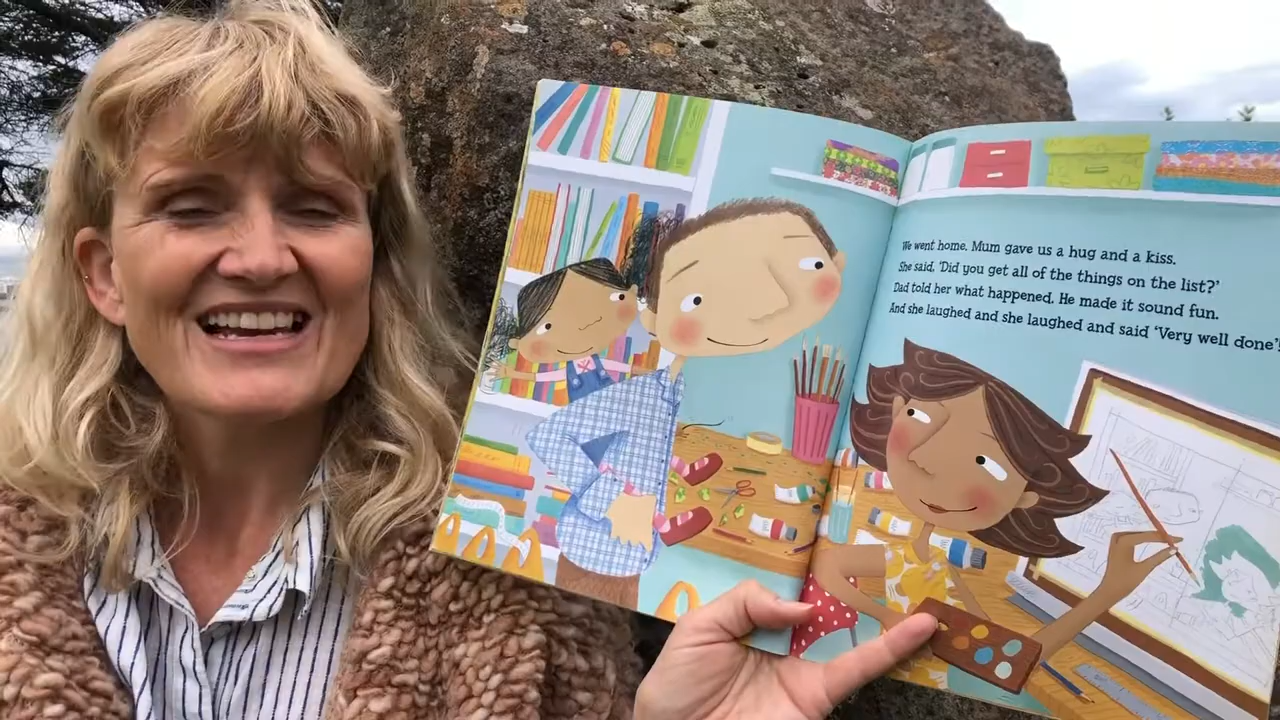 We went home. Mum gave us a hug and a kiss.
She said, 'Did you get all of the things on the list?'
Dad told her what happened. He made it sound fun.
And she laughed and she laughed and said 'Very well done'!